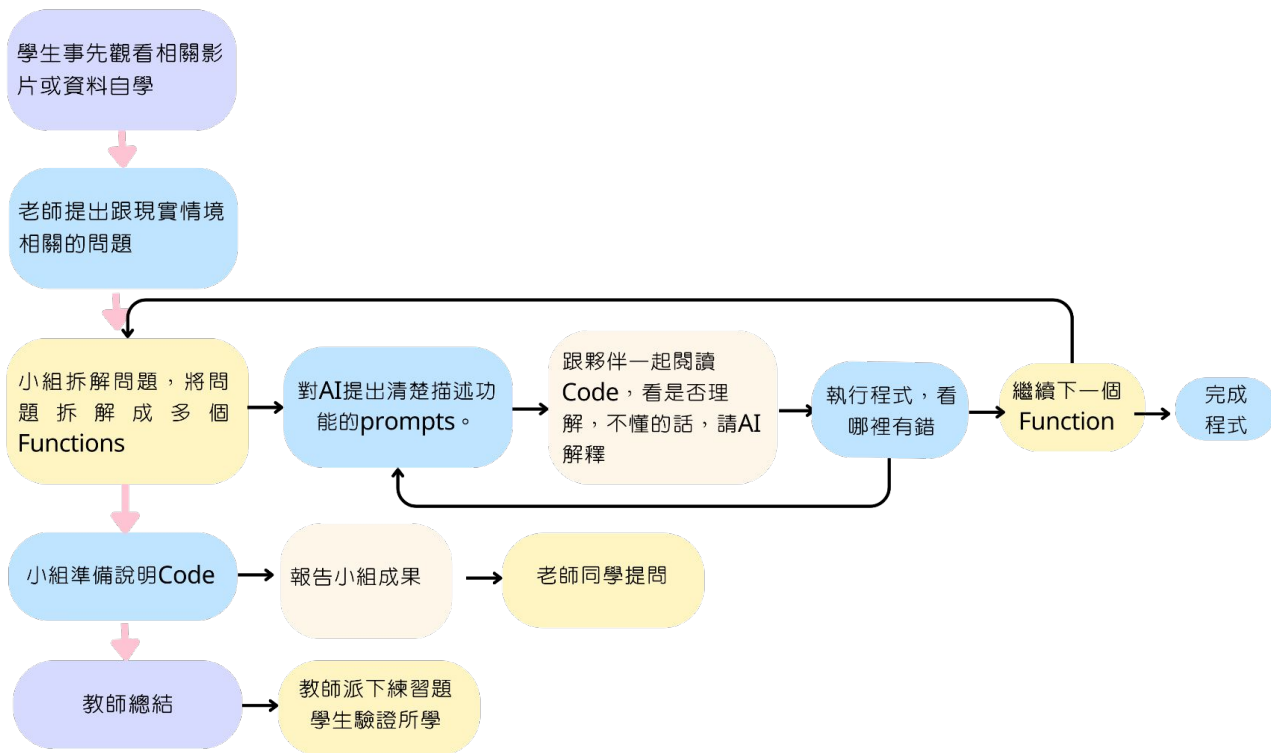 學生事先觀看相關影
片或資料自學
老師提出跟現實情境
相關的問題
小組拆解問題，將問
題拆解成多個
Functions
對AI提出清楚描述功
能的prompts。
跟夥伴一起閱讀
Code，看是否理
解，不懂的話，請AI
解釋
執行程式，看
哪裡有錯
繼續下一個
Function
完成
程式
小組準備說明Code
報告小組成果
老師同學提問
教師總結
教師派下練習題
學生驗證所學